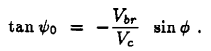 tan ψ₀ = − V_br / V_c sin φ .